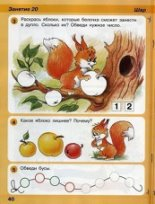 Занятие 20
Шар
Раскрась яблоки, которые белочка сможет занести
в дупло. Сколько их? Обведи нужное число.
1 2
Какое яблоко лишнее? Почему?
Обведи бусы.
40